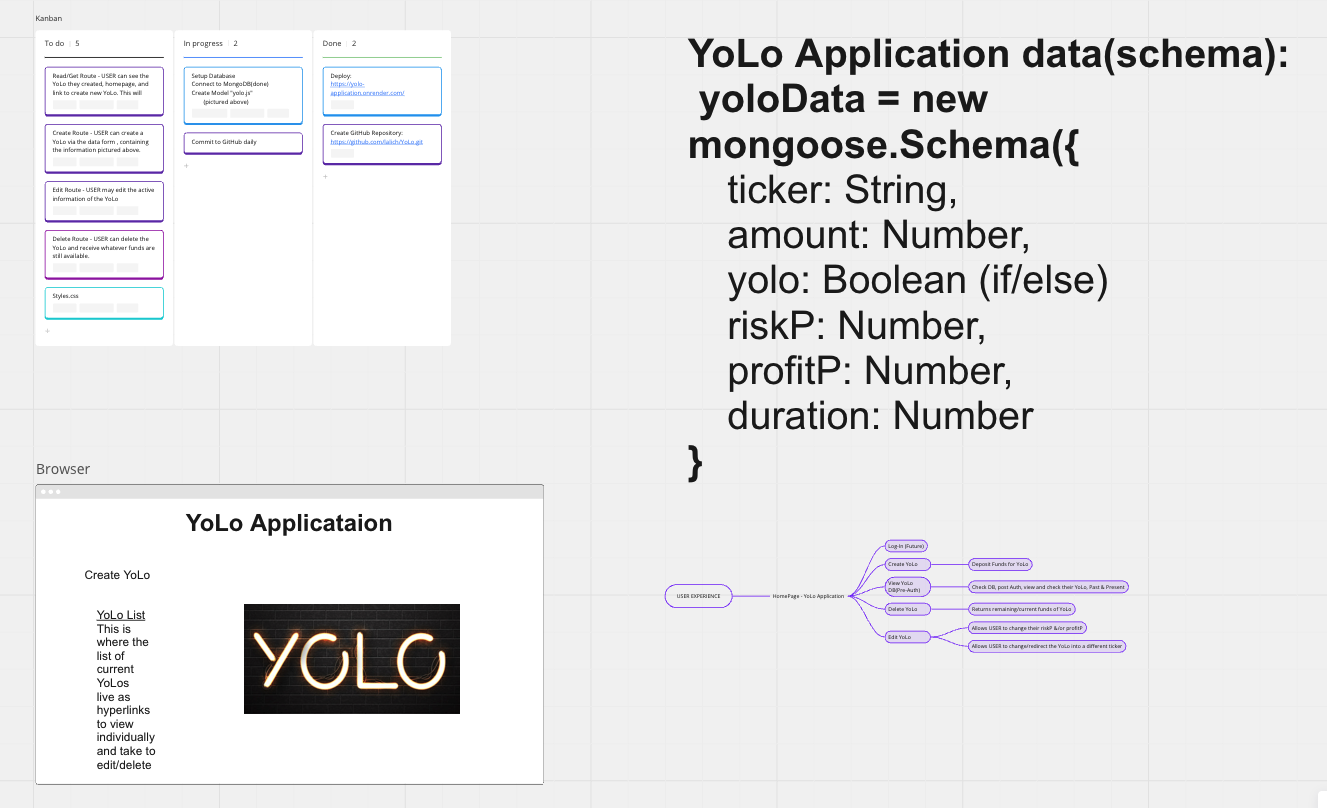 Kanban
To do | 5
Read/Get Route - USER can see the
YoLo they created, homepage, and
link to create new YoLo. This will
Create Route - USER can create a
YoLo via the data form , containing
the information pictured above.
Edit Route - USER may edit the active
information of the YoLo
Delete Route - USER can delete the
YoLo and receive whatever funds are
still available.
Styles.css
+
In progress | 2
Setup Database
Connect to MongoDB(done)
Create Model "yolo.js"
(pictured above)
Commit to GitHub daily
+
Done | 2
Deploy:
https://yolo-
application.onrender.com/
Create GitHub Repository:
https://github.com/lalich/YoLo.git
+
YoLo Application data(schema):
yoloData = new
mongoose.Schema({
ticker: String,
amount: Number,
yolo: Boolean (if/else)
riskP: Number,
profitP: Number,
duration: Number
}
Browser
YoLo Applicataion
Create YoLo
YoLo List
This is
where the
list of
current
YoLos
live as
hyperlinks
to view
individually
and take to
edit/delete
YOLO
USER EXPERIENCE
HomePage - YoLo Application
Log-In (Future)
Create YoLo
Deposit Funds for YoLo
View YoLo
DB(Pre-Auth)
Check DB, post Auth, view and check their YoLo, Past & Present
Delete YoLo
Returns remaining/current funds of YoLo
Edit YoLo
Allows USER to change their riskP &/or profitP
Allows USER to change/redirect the YoLo into a different ticker